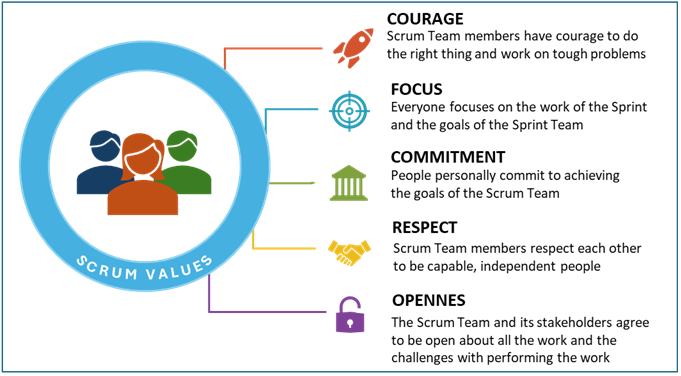 COURAGE
Scrum Team members have courage to do
the right thing and work on tough problems
FOCUS
Everyone focuses on the work of the Sprint
and the goals of the Sprint Team
COMMITMENT
People personally commit to achieving
the goals of the Scrum Team
RESPECT
Scrum Team members respect each other
to be capable, independent people
OPENNES
The Scrum Team and its stakeholders agree
to be open about all the work and the
challenges with performing the work
SCRUM VALUES